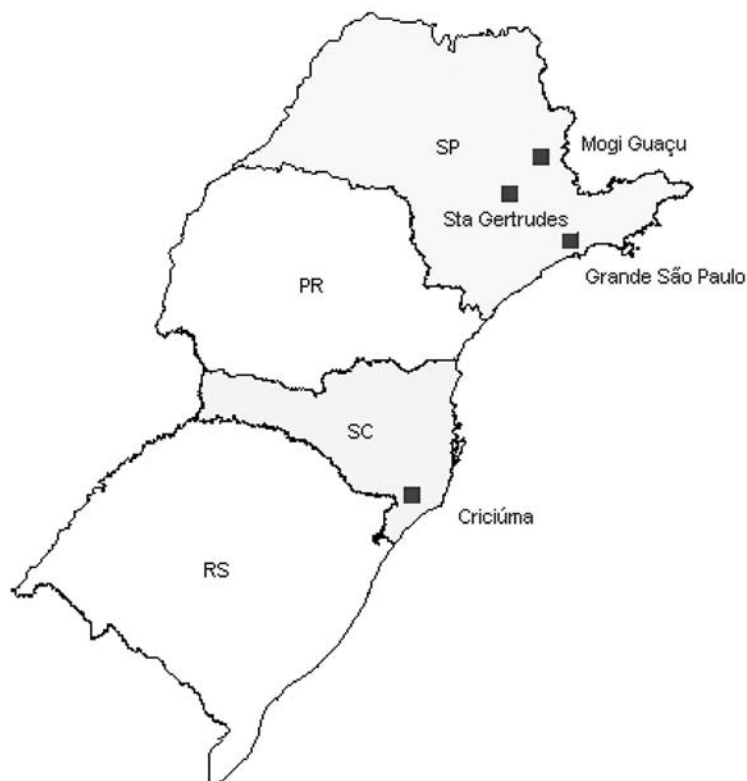 SP
Mogi Guaçu
Sta Gertrudes
Grande São Paulo
PR
SC
Criciúma
RS